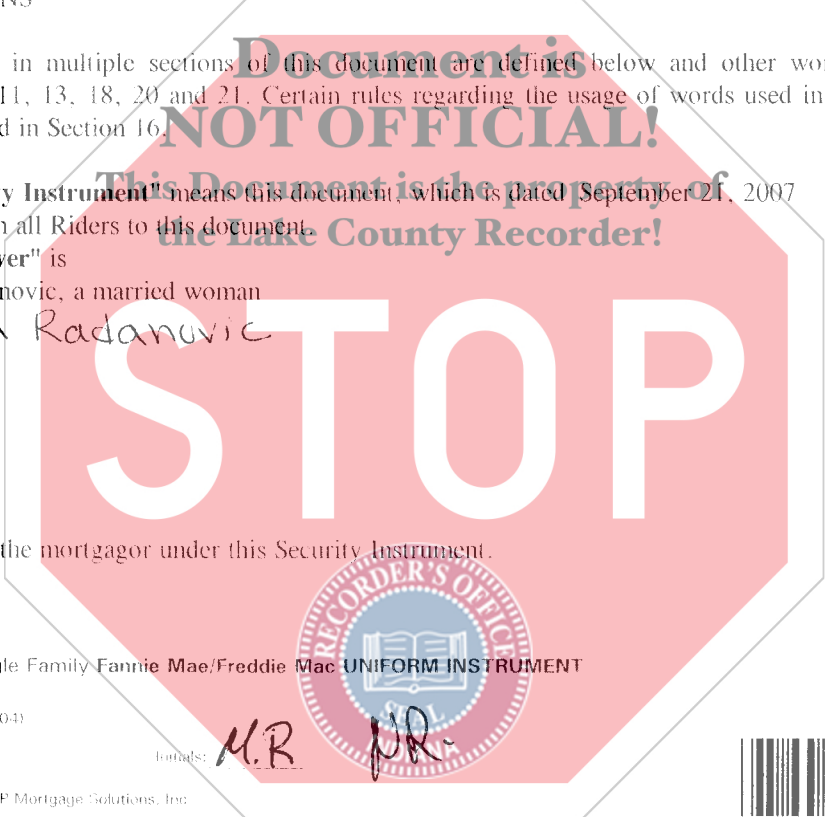 NS
Document is
in multiple sections of this document are defined below and other wo
11, 13, 18, 20 and 21. Certain rules regarding the usage of words used in
NOT OFFICIAL!
d in Section 16.
This Document is the property of
y Instrument" means this document, which is dated September 21, 2007
n all Riders to this document.
the Lake County Recorder!
ver" is
novic, a married woman
Radanovic
STOP
the mortgagor under this Security Instrument.
RECORDER'S OFFICE
gle Family Fannie Mae/Freddie Mac UNIFORM INSTRUMENT
SEAL
04)
Initials: M.R N.R.
P Mortgage Solutions, Inc